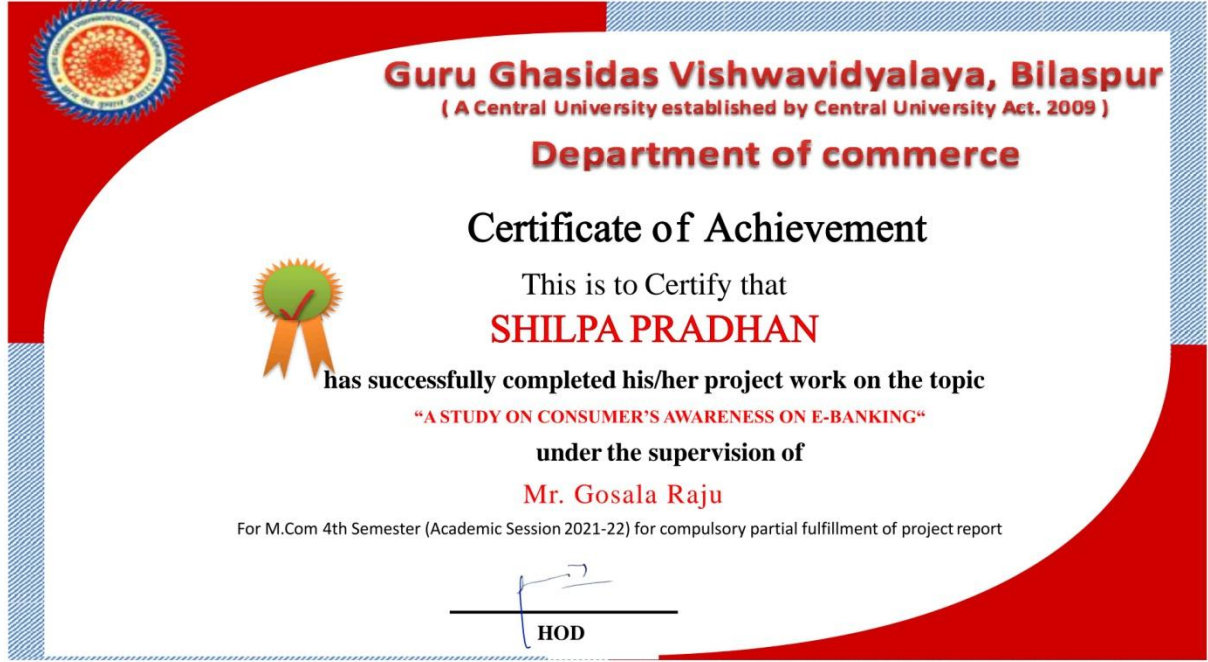 Guru Ghasidas Vishwavidyalaya, Bilaspur
( A Central University established by Central University Act. 2009 )
Department of commerce
Certificate of Achievement
This is to Certify that
SHILPA PRADHAN
has successfully completed his/her project work on the topic
“A STUDY ON CONSUMER’S AWARENESS ON E-BANKING“
under the supervision of
Mr. Gosala Raju
For M.Com 4th Semester (Academic Session 2021-22) for compulsory partial fulfillment of project report
HOD